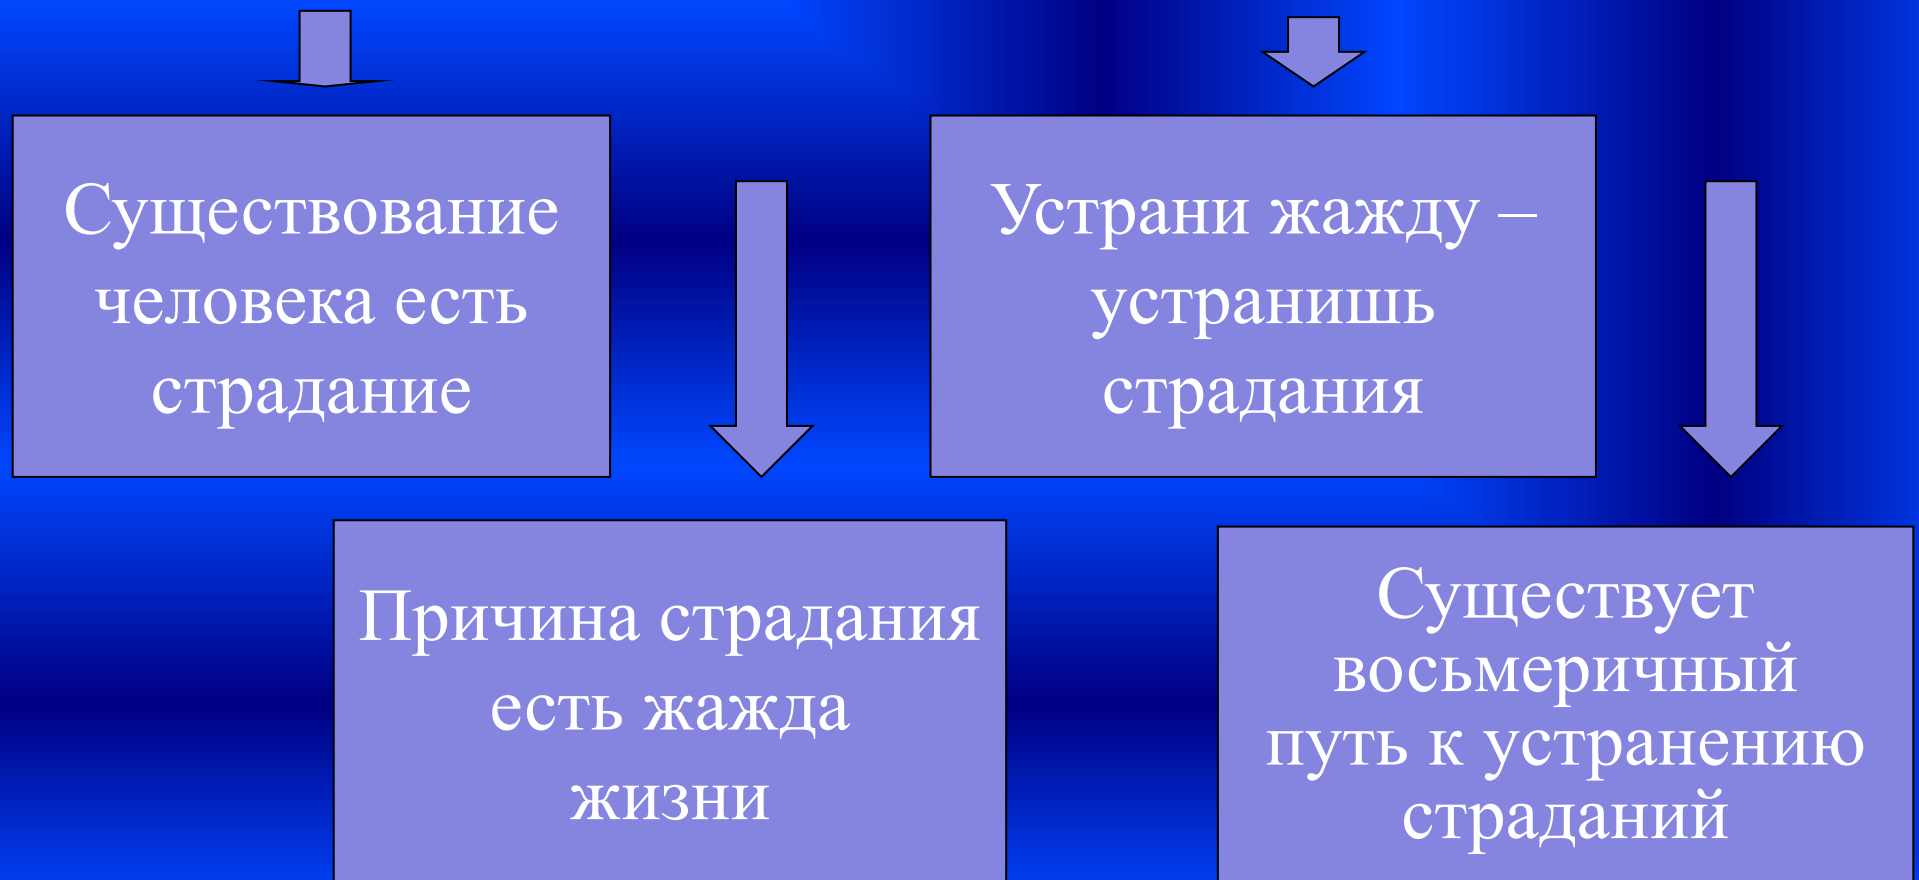 Существование
человека есть
страдание
Устрани жажду –
устранишь
страдания
Причина страдания
есть жажда
жизни
Существует
восьмеричный
путь к устранению
страданий